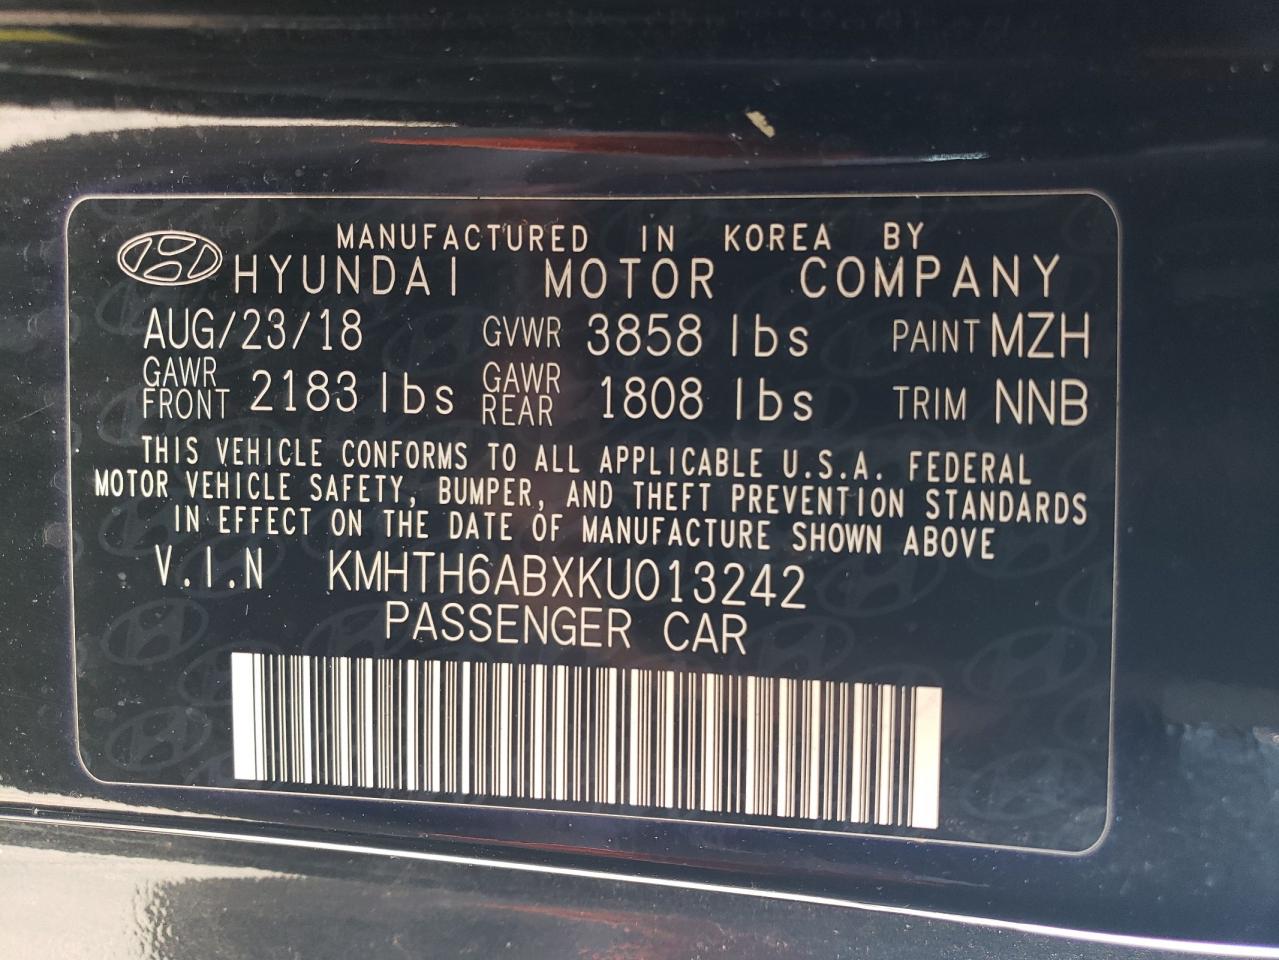 MANUFACTURED IN KOREA BY
HYUNDAI MOTOR COMPANY
AUG/23/18 GVWR 3858 lbs PAINT MZH
GAWR FRONT 2183 lbs GAWR REAR 1808 lbs TRIM NNB
THIS VEHICLE CONFORMS TO ALL APPLICABLE U.S.A. FEDERAL
MOTOR VEHICLE SAFETY, BUMPER, AND THEFT PREVENTION STANDARDS
IN EFFECT ON THE DATE OF MANUFACTURE SHOWN ABOVE
V.I.N KMHTH6ABXKU013242
PASSENGER CAR